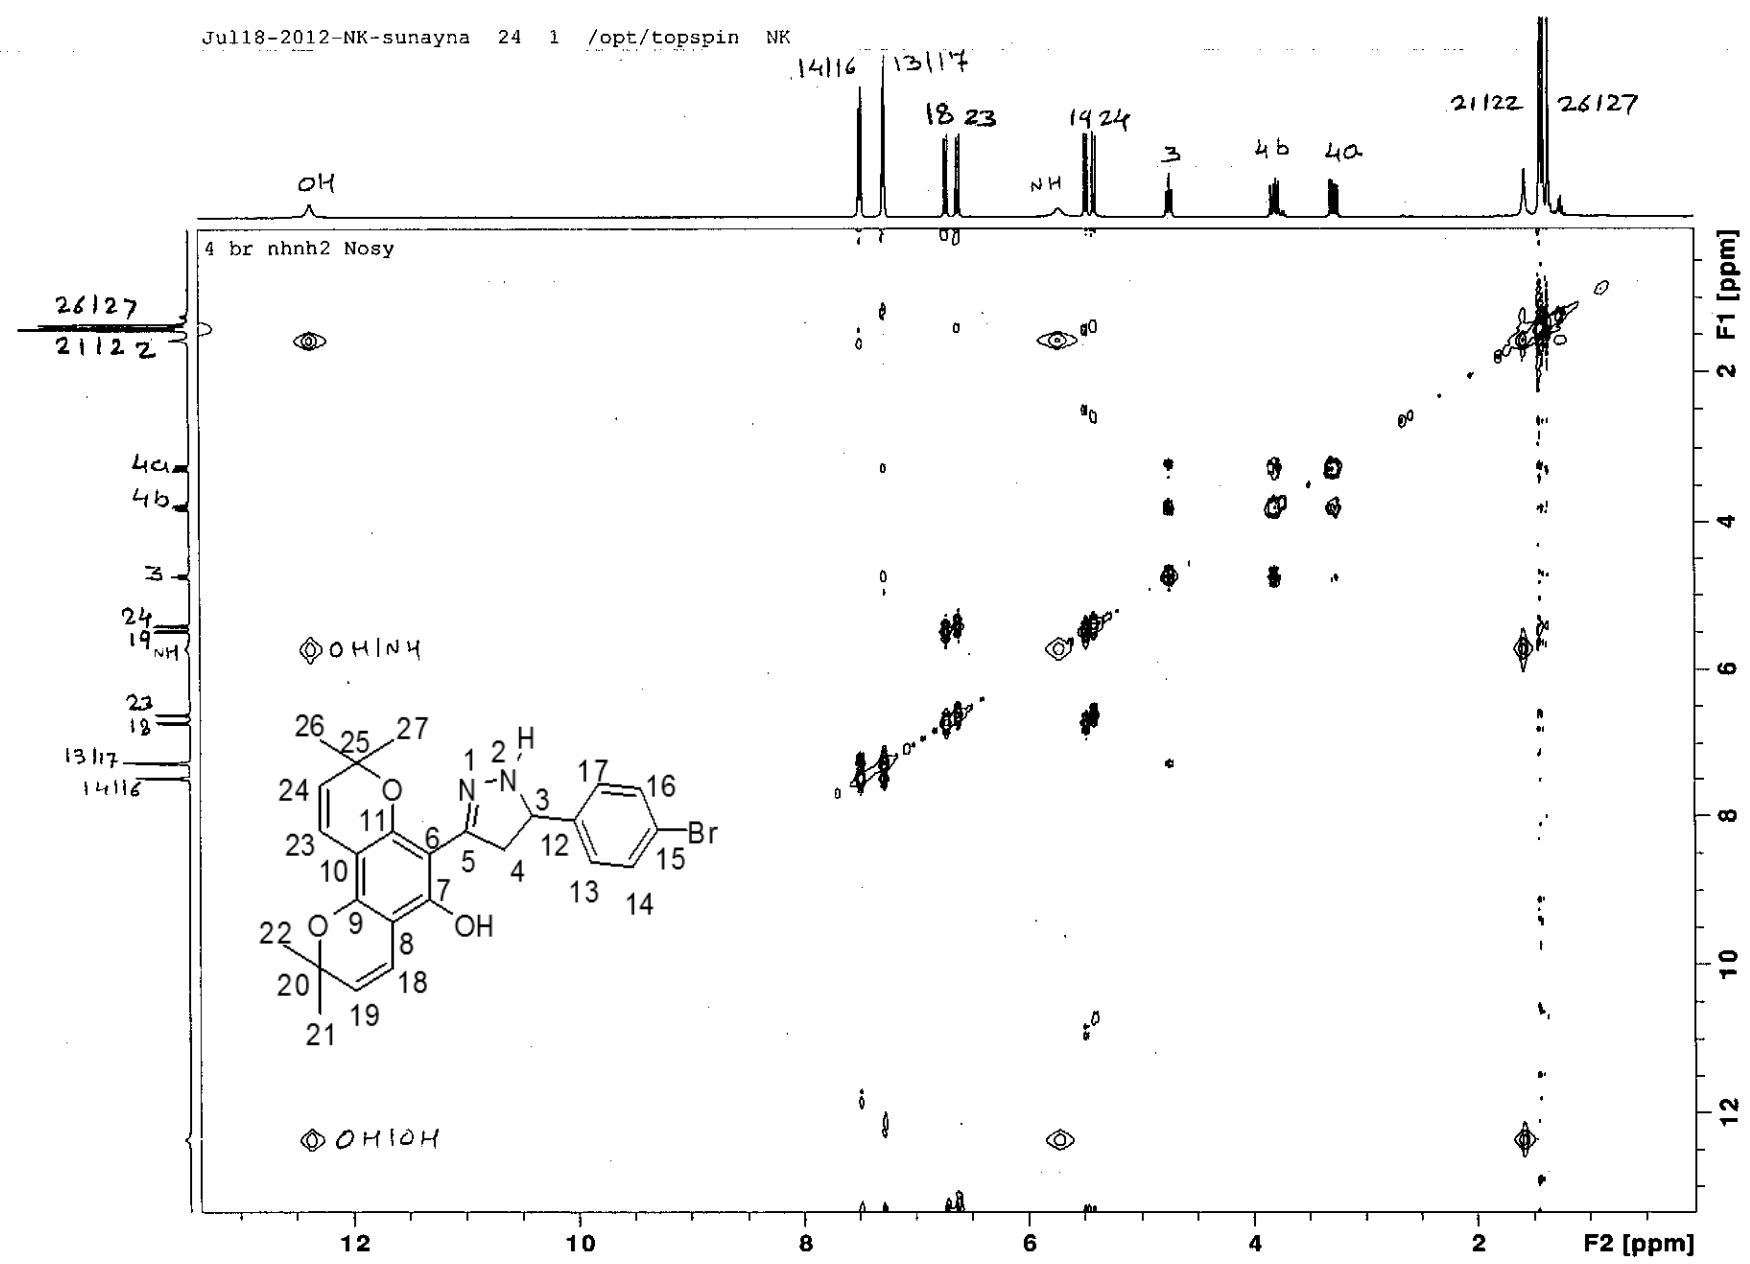 Jul18-2012-NK-sunayna 24 1 /opt/topspin NK
14/16 13/17
18 23 19 24
21/22 26/27
OH NH 3 4b 4a
4 br nhnh2 Nosy
26/27
21/22
4a
4b
3
24
19
NH
23
18
13/17
14/16
OH/NH
OH/OH
26 27
25
1 2 H
N N
24 O 3 17 16
11 6 Br
23 5 12 15
10 4 13 14
7
O 9 OH
22 8
20 18
19
21
F1 [ppm]
2
4
6
8
10
12
12 10 8 6 4 2 F2 [ppm]